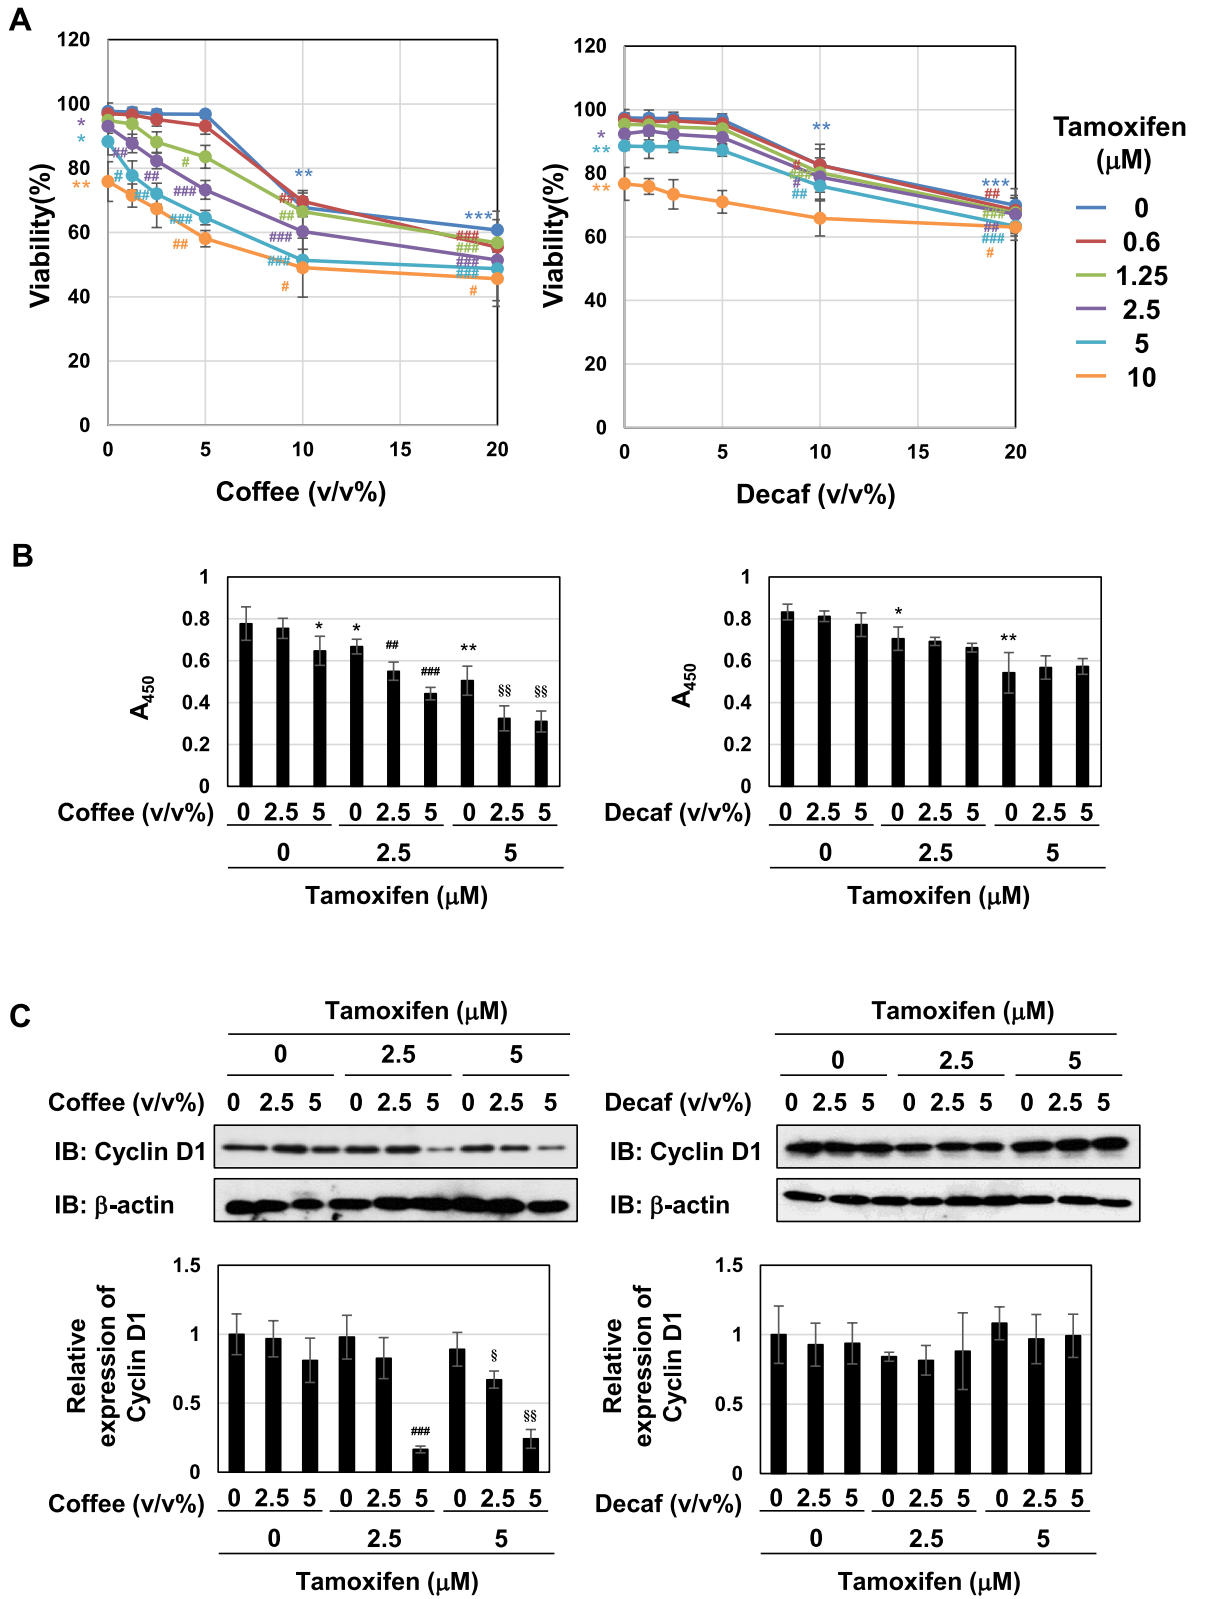 A
120
100
80
60
40
20
0
Viability(%)
*
*
**
##
#
##
##
#
###
###
##
**
##
##
###
###
#
***
###
###
###
###
#
0 5 10 15 20
Coffee (v/v%)
120
100
80
60
40
20
0
Viability(%)
*
**
**
**
#
###
#
##
***
##
###
##
###
#
0 5 10 15 20
Decaf (v/v%)
Tamoxifen
(μM)
0
0.6
1.25
2.5
5
10
B
1
0.8
0.6
0.4
0.2
0
A450
* * ## ### ** §§ §§
Coffee (v/v%) 0 2.5 5 0 2.5 5 0 2.5 5
0 2.5 5
Tamoxifen (μM)
1
0.8
0.6
0.4
0.2
0
A450
* **
Decaf (v/v%) 0 2.5 5 0 2.5 5 0 2.5 5
0 2.5 5
Tamoxifen (μM)
C
Tamoxifen (μM)
0 2.5 5
Coffee (v/v%) 0 2.5 5 0 2.5 5 0 2.5 5
IB: Cyclin D1
IB: β-actin
Tamoxifen (μM)
0 2.5 5
Decaf (v/v%) 0 2.5 5 0 2.5 5 0 2.5 5
IB: Cyclin D1
IB: β-actin
1.5
1
0.5
0
Relative
expression of
Cyclin D1
### § §§
Coffee (v/v%) 0 2.5 5 0 2.5 5 0 2.5 5
0 2.5 5
Tamoxifen (μM)
1.5
1
0.5
0
Relative
expression of
Cyclin D1
Decaf (v/v%) 0 2.5 5 0 2.5 5 0 2.5 5
0 2.5 5
Tamoxifen (μM)